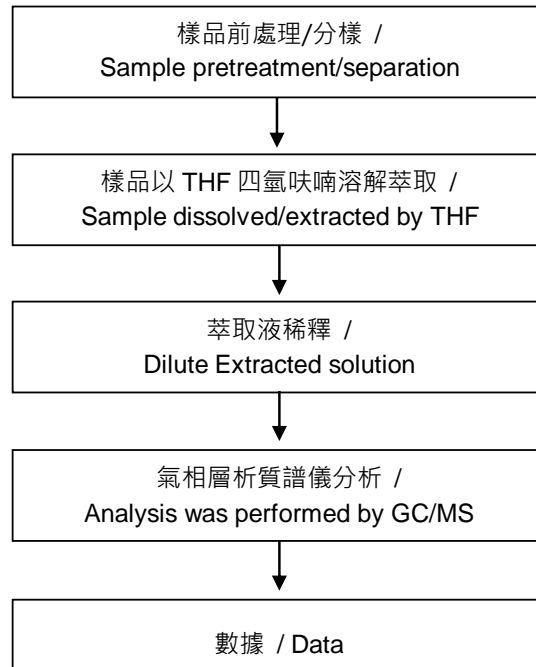 樣品前處理/分樣 /
Sample pretreatment/separation
樣品以 THF 四氫呋喃溶解萃取 /
Sample dissolved/extracted by THF
萃取液稀釋 /
Dilute Extracted solution
氣相層析質譜儀分析 /
Analysis was performed by GC/MS
數據 / Data